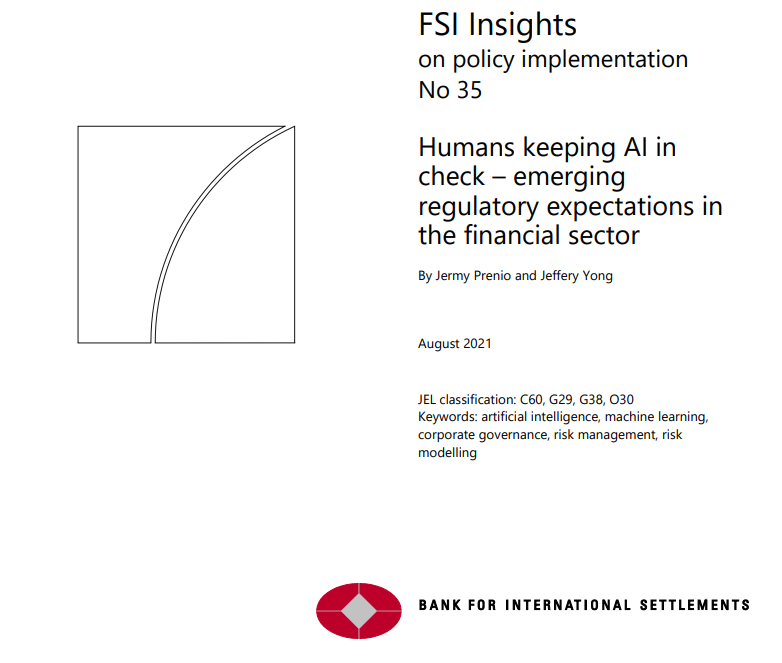 FSI Insights
on policy implementation
No 35
Humans keeping AI in
check – emerging
regulatory expectations in
the financial sector
By Jermy Prenio and Jeffery Yong
August 2021
JEL classification: C60, G29, G38, O30
Keywords: artificial intelligence, machine learning,
corporate governance, risk management, risk
modelling
BANK FOR INTERNATIONAL SETTLEMENTS